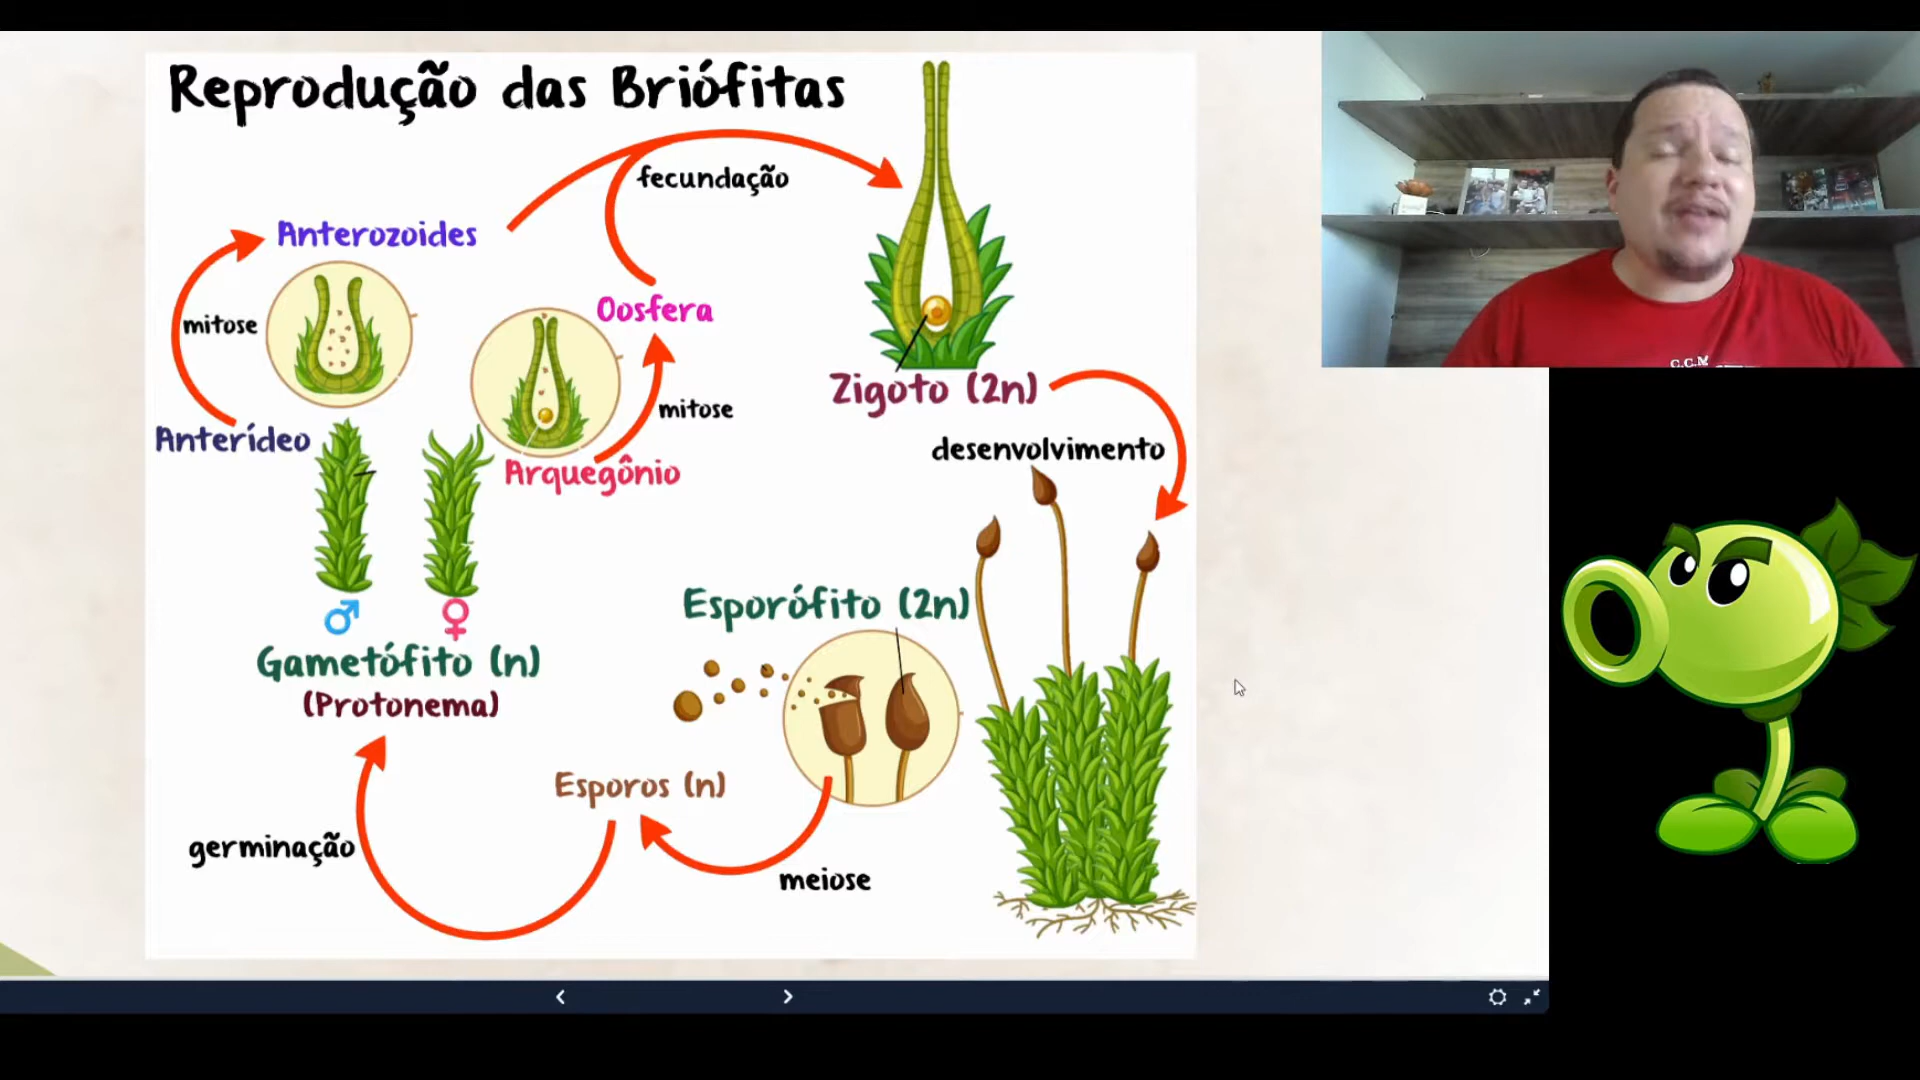 Reprodução das Briófitas
fecundação
Anterozoides
mitose
Oosfera
mitose
Anterídeo
Arquegônio
Zigoto (2n)
desenvolvimento
Esporófito (2n)
Gametófito (n)
(Protonema)
Esporos (n)
germinação
meiose
C.C.M